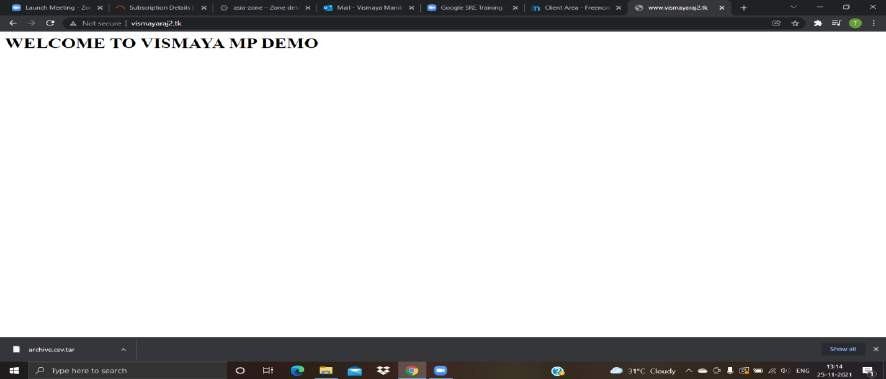 Launch Meeting - Zo
Subscription Details |
asia-zone – Zone det
Mail - Vismaya Mani
Google SRE Training
Client Area - Freenom
www.vismayaraj2.tk
Not secure | vismayaraj2.tk
WELCOME TO VISMAYA MP DEMO
archive.csv.tar
Show all
Type here to search
31°C Cloudy
ENG
13:14
25-11-2021